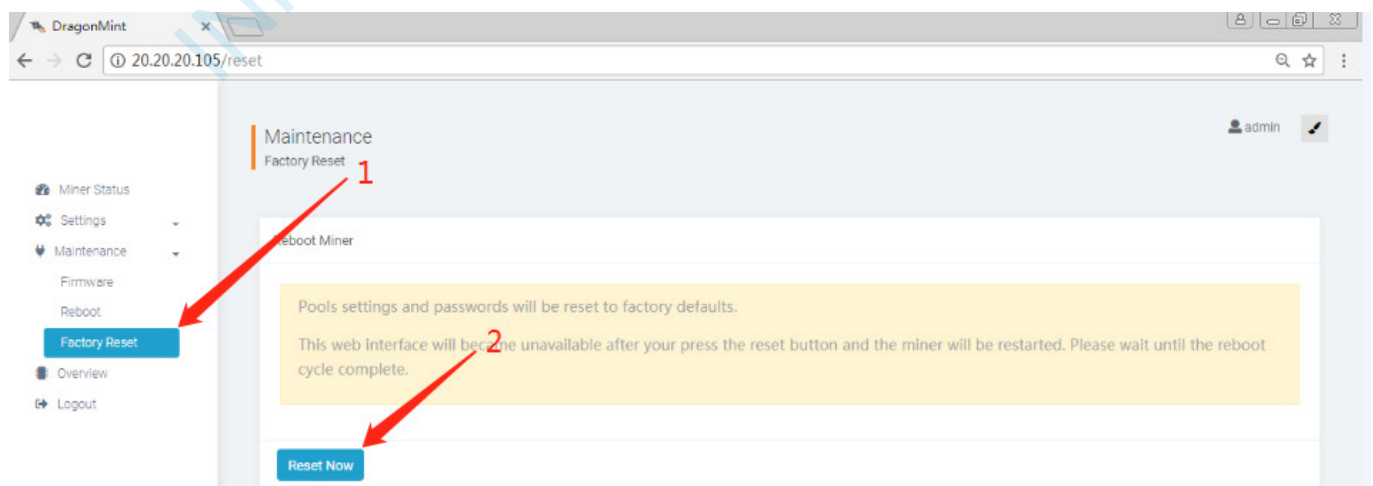 DragonMint
20.20.20.105/reset
Maintenance
admin
Factory Reset
1
Miner Status
Settings
Maintenance
Firmware
Reboot
Factory Reset
Overview
Logout
Reboot Miner
Pools settings and passwords will be reset to factory defaults.
2
This web interface will became unavailable after your press the reset button and the miner will be restarted. Please wait until the reboot
cycle complete.
Reset Now